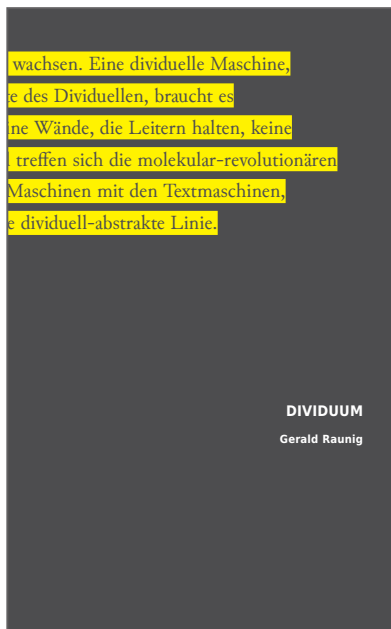 wachsen. Eine dividuelle Maschine,
e des Dividuellen, braucht es
ine Wände, die Leitern halten, keine
treffen sich die molekular-revolutionären
Maschinen mit den Textmaschinen,
e dividuell-abstrakte Linie.
DIVIDUUM
Gerald Raunig